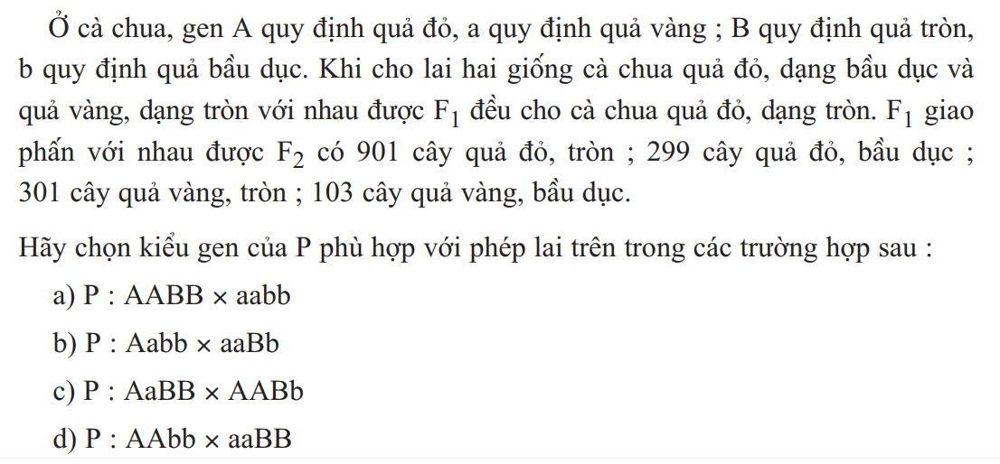 Ở cà chua, gen A quy định quả đỏ, a quy định quả vàng ; B quy định quả tròn,
b quy định quả bầu dục. Khi cho lai hai giống cà chua quả đỏ, dạng bầu dục và
quả vàng, dạng tròn với nhau được F₁ đều cho cà chua quả đỏ, dạng tròn. F₁ giao
phấn với nhau được F₂ có 901 cây quả đỏ, tròn ; 299 cây quả đỏ, bầu dục ;
301 cây quả vàng, tròn ; 103 cây quả vàng, bầu dục.
Hãy chọn kiểu gen của P phù hợp với phép lai trên trong các trường hợp sau :
a) P : AABB × aabb
b) P : Aabb × aaBb
c) P : AaBB × AABb
d) P : AAbb × aaBB